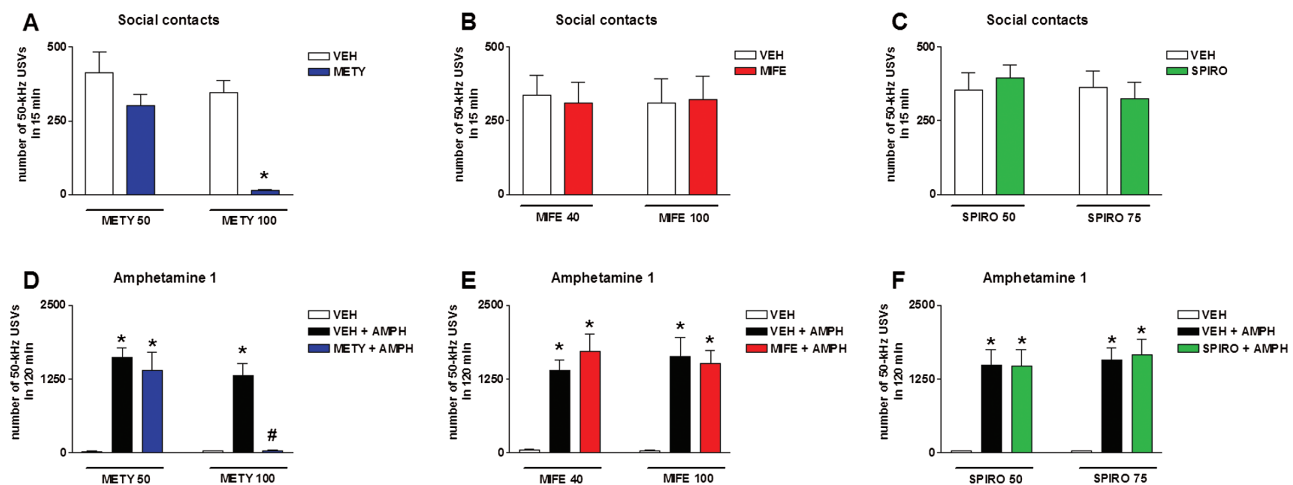 A
Social contacts
number of 50-kHz USVs
in 15 min
500
250
0
VEH
METY
*
METY 50
METY 100
B
Social contacts
number of 50-kHz USVs
in 15 min
500
250
0
VEH
MIFE
MIFE 40
MIFE 100
C
Social contacts
number of 50-kHz USVs
in 15 min
500
250
0
VEH
SPIRO
SPIRO 50
SPIRO 75
D
Amphetamine 1
number of 50-kHz USVs
in 120 min
2500
1250
0
VEH
VEH + AMPH
METY + AMPH
* * * #
METY 50
METY 100
E
Amphetamine 1
number of 50-kHz USVs
in 120 min
2500
1250
0
VEH
VEH + AMPH
MIFE + AMPH
* * * *
MIFE 40
MIFE 100
F
Amphetamine 1
number of 50-kHz USVs
in 120 min
2500
1250
0
VEH
VEH + AMPH
SPIRO + AMPH
* * * *
SPIRO 50
SPIRO 75